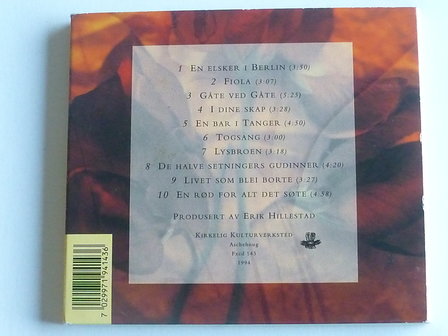 1 En elsker i Berlin (3:50)
2 Fiola (3:07)
3 Gåte ved Gåte (5:25)
4 I dine skap (3:28)
5 En bar i Tanger (4:50)
6 Togsang (3:00)
7 Lysbroen (3:18)
8 De halve setningers gudinner (4:20)
9 Livet som blei borte (3:27)
10 En rød for alt det søte (4:58)
Produsert av Erik Hillestad
Kirkelig Kulturverksted
Aschehoug
FXCD 145
1994
7 029971 941436